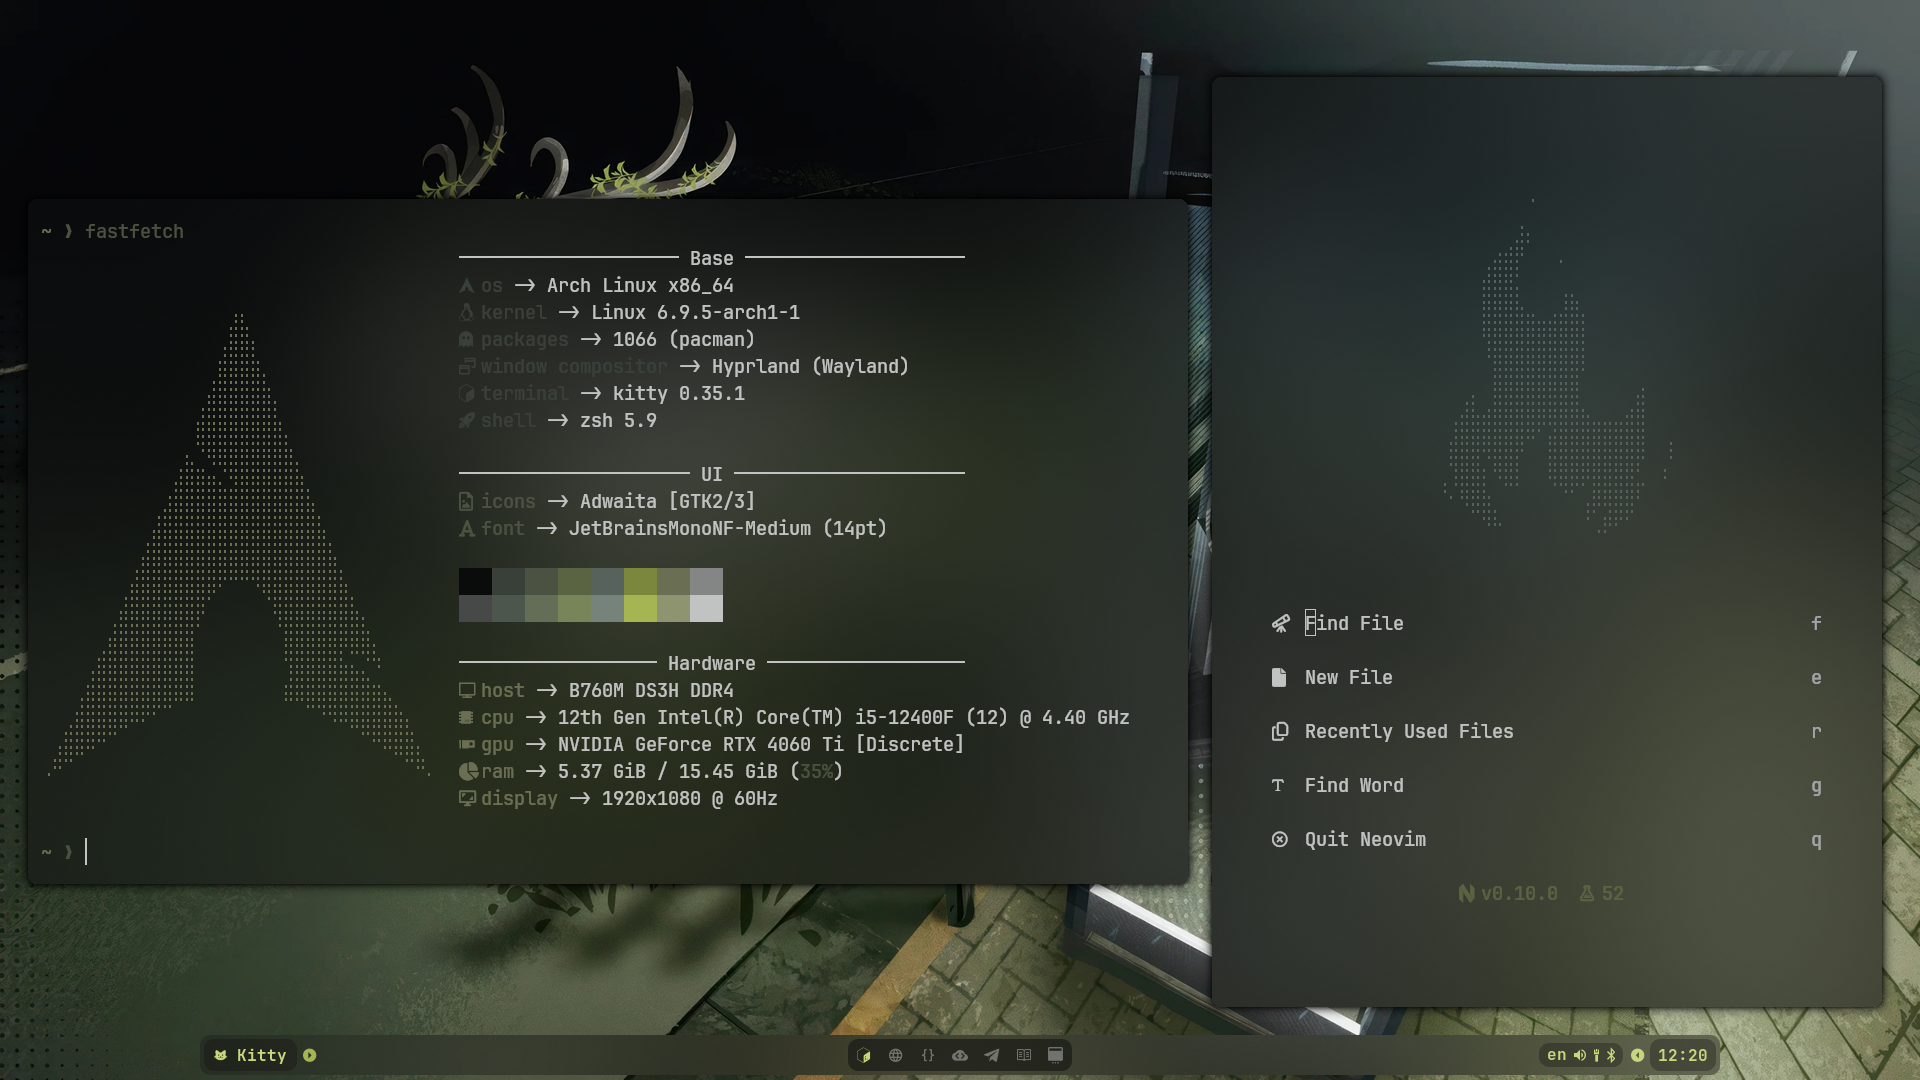 ~ ❯ fastfetch
Base
os → Arch Linux x86_64
kernel → Linux 6.9.5-arch1-1
packages → 1066 (pacman)
window compositor → Hyprland (Wayland)
terminal → kitty 0.35.1
shell → zsh 5.9
UI
icons → Adwaita [GTK2/3]
font → JetBrainsMonoNF-Medium (14pt)
Hardware
host → B760M DS3H DDR4
cpu → 12th Gen Intel(R) Core(TM) i5-12400F (12) @ 4.40 GHz
gpu → NVIDIA GeForce RTX 4060 Ti [Discrete]
ram → 5.37 GiB / 15.45 GiB (35%)
display → 1920x1080 @ 60Hz
~ ❯
Find File f
New File e
Recently Used Files r
Find Word g
Quit Neovim q
v0.10.0 52
Kitty
{}
en
12:20